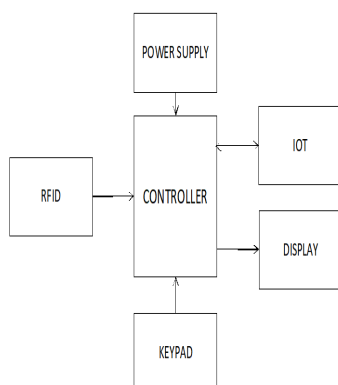 POWER SUPPLY
IOT
RFID
CONTROLLER
DISPLAY
KEYPAD